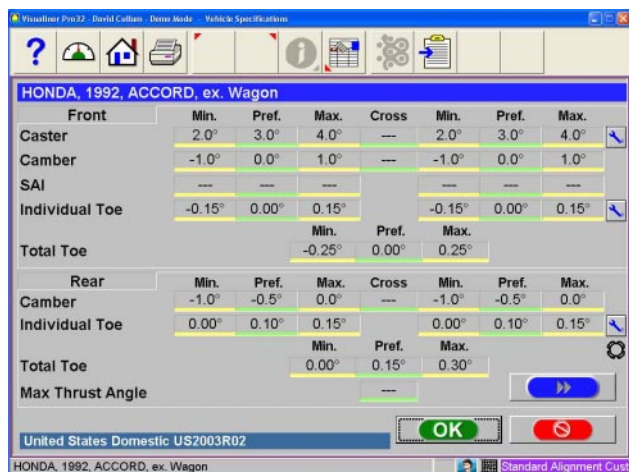 Visualiner Pro32 - David Cullum - Demo Mode - Vehicle Specifications
?
HONDA, 1992, ACCORD, ex. Wagon
Front Min. Pref. Max. Cross Min. Pref. Max.
Caster 2.0° 3.0° 4.0° --- 2.0° 3.0° 4.0°
Camber -1.0° 0.0° 1.0° --- -1.0° 0.0° 1.0°
SAI --- --- --- --- --- ---
Individual Toe -0.15° 0.00° 0.15° -0.15° 0.00° 0.15°
Min. Pref. Max.
Total Toe -0.25° 0.00° 0.25°
Rear Min. Pref. Max. Cross Min. Pref. Max.
Camber -1.0° -0.5° 0.0° --- -1.0° -0.5° 0.0°
Individual Toe 0.00° 0.10° 0.15° 0.00° 0.10° 0.15°
Min. Pref. Max.
Total Toe 0.00° 0.15° 0.30°
Max Thrust Angle ---
OK
United States Domestic US2003R02
HONDA, 1992, ACCORD, ex. Wagon Standard Alignment Cust